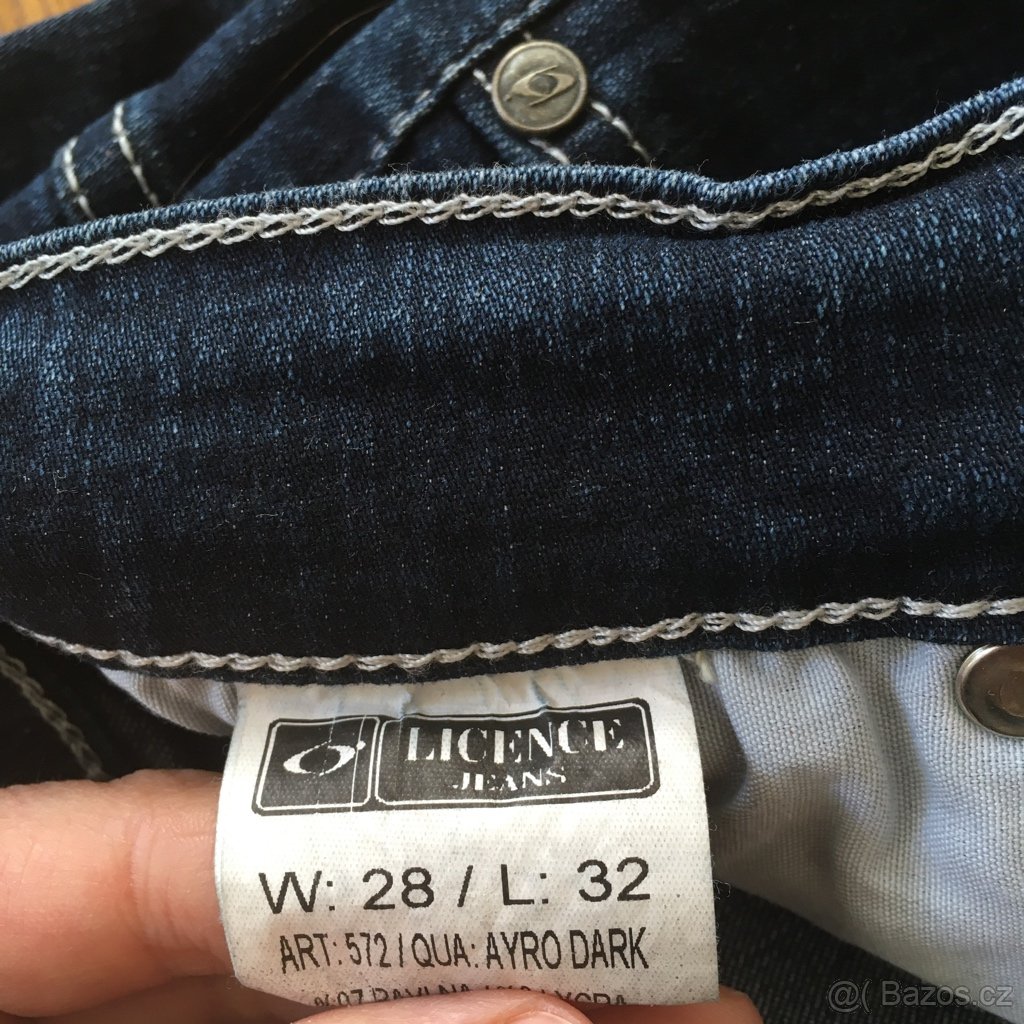 LICENCE
JEANS
W: 28 / L: 32
ART: 572 / QUA: AYRO DARK
@( Bazos.cz